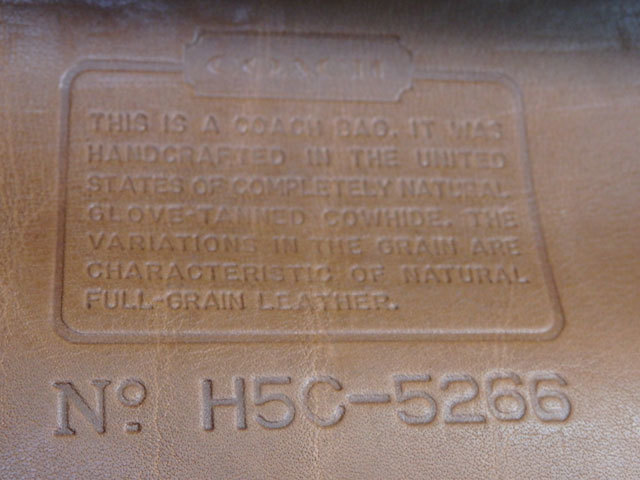 COACH
THIS IS A COACH BAG. IT WAS
HANDCRAFTED IN THE UNITED
STATES OF COMPLETELY NATURAL
GLOVE-TANNED COWHIDE. THE
VARIATIONS IN THE GRAIN ARE
CHARACTERISTIC OF NATURAL
FULL-GRAIN LEATHER.
Nº: H5C-5266